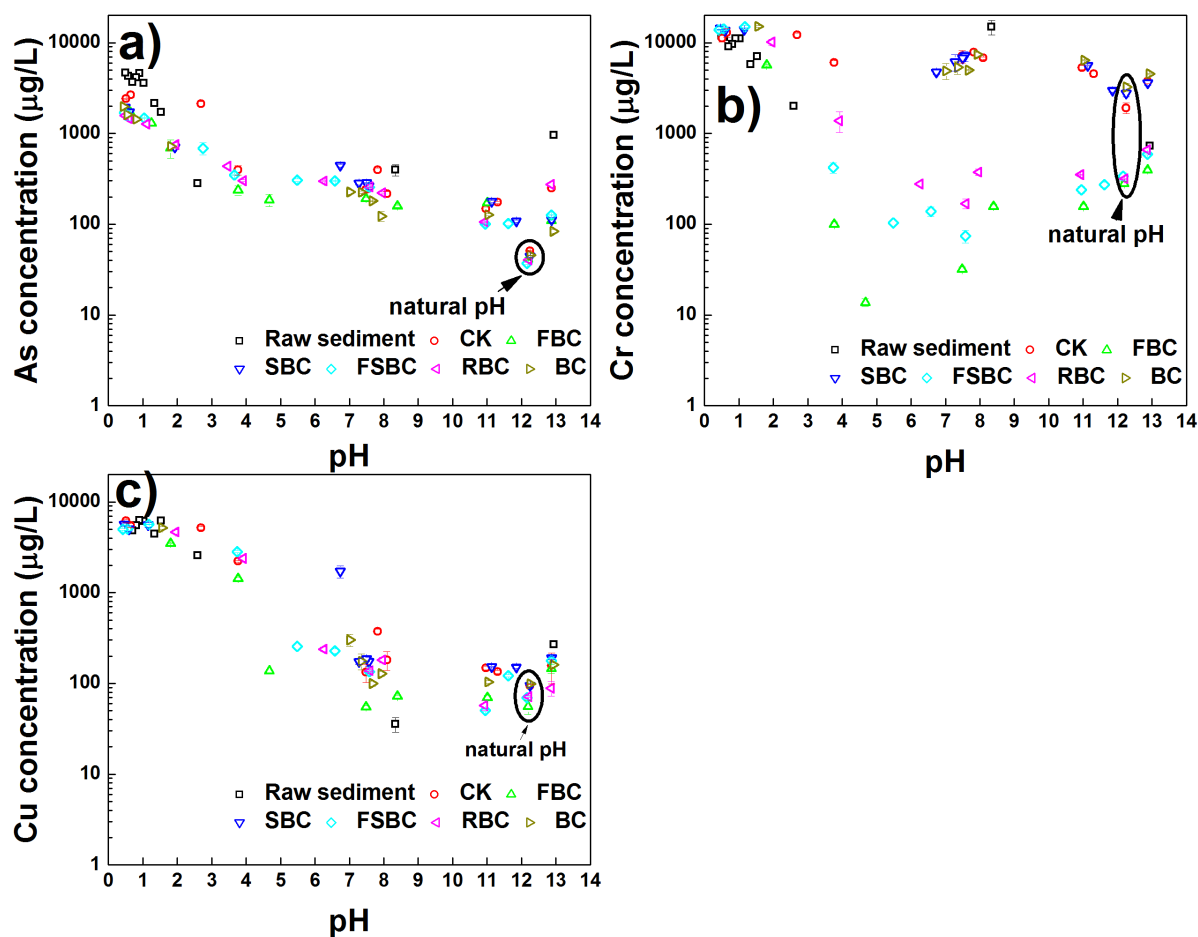 a)
As concentration (μg/L)
10000
1000
100
10
1
natural pH
Raw sediment CK FBC
SBC FSBC RBC BC
0 1 2 3 4 5 6 7 8 9 10 11 12 13 14
pH
b)
Cr concentration (μg/L)
10000
1000
100
10
1
natural pH
Raw sediment CK FBC
SBC FSBC RBC BC
0 1 2 3 4 5 6 7 8 9 10 11 12 13 14
pH
c)
Cu concentration (μg/L)
10000
1000
100
10
1
natural pH
Raw sediment CK FBC
SBC FSBC RBC BC
0 1 2 3 4 5 6 7 8 9 10 11 12 13 14
pH